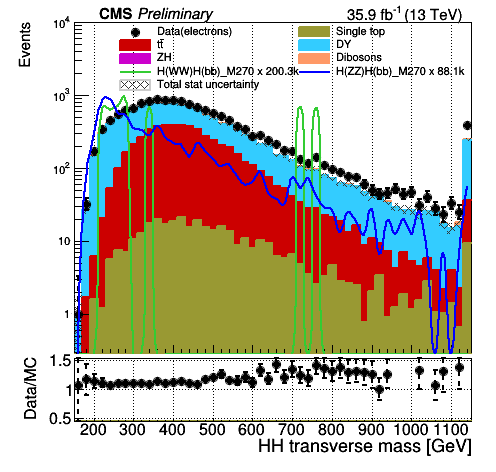 CMS Preliminary 35.9 fb⁻¹ (13 TeV)
Events
Data(electrons) Single top
tt̄ DY
ZH Dibosons
H(WW)H(bb)_M270 x 200.3k H(ZZ)H(bb)_M270 x 88.1k
Total stat uncertainty
10⁴
10³
10²
10
1
Data/MC
1.5
1.0
0.5
200 300 400 500 600 700 800 900 1000 1100
HH transverse mass [GeV]